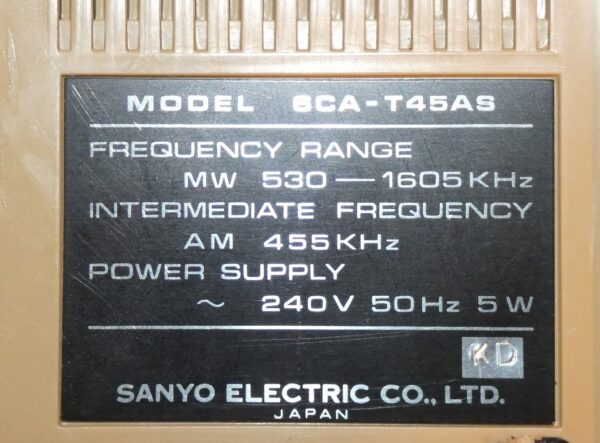 MODEL 6CA-T45AS
FREQUENCY RANGE
MW 530 — 1605 KHz
INTERMEDIATE FREQUENCY
AM 455 KHz
POWER SUPPLY
~ 240V 50Hz 5W
KD
SANYO ELECTRIC CO., LTD.
JAPAN